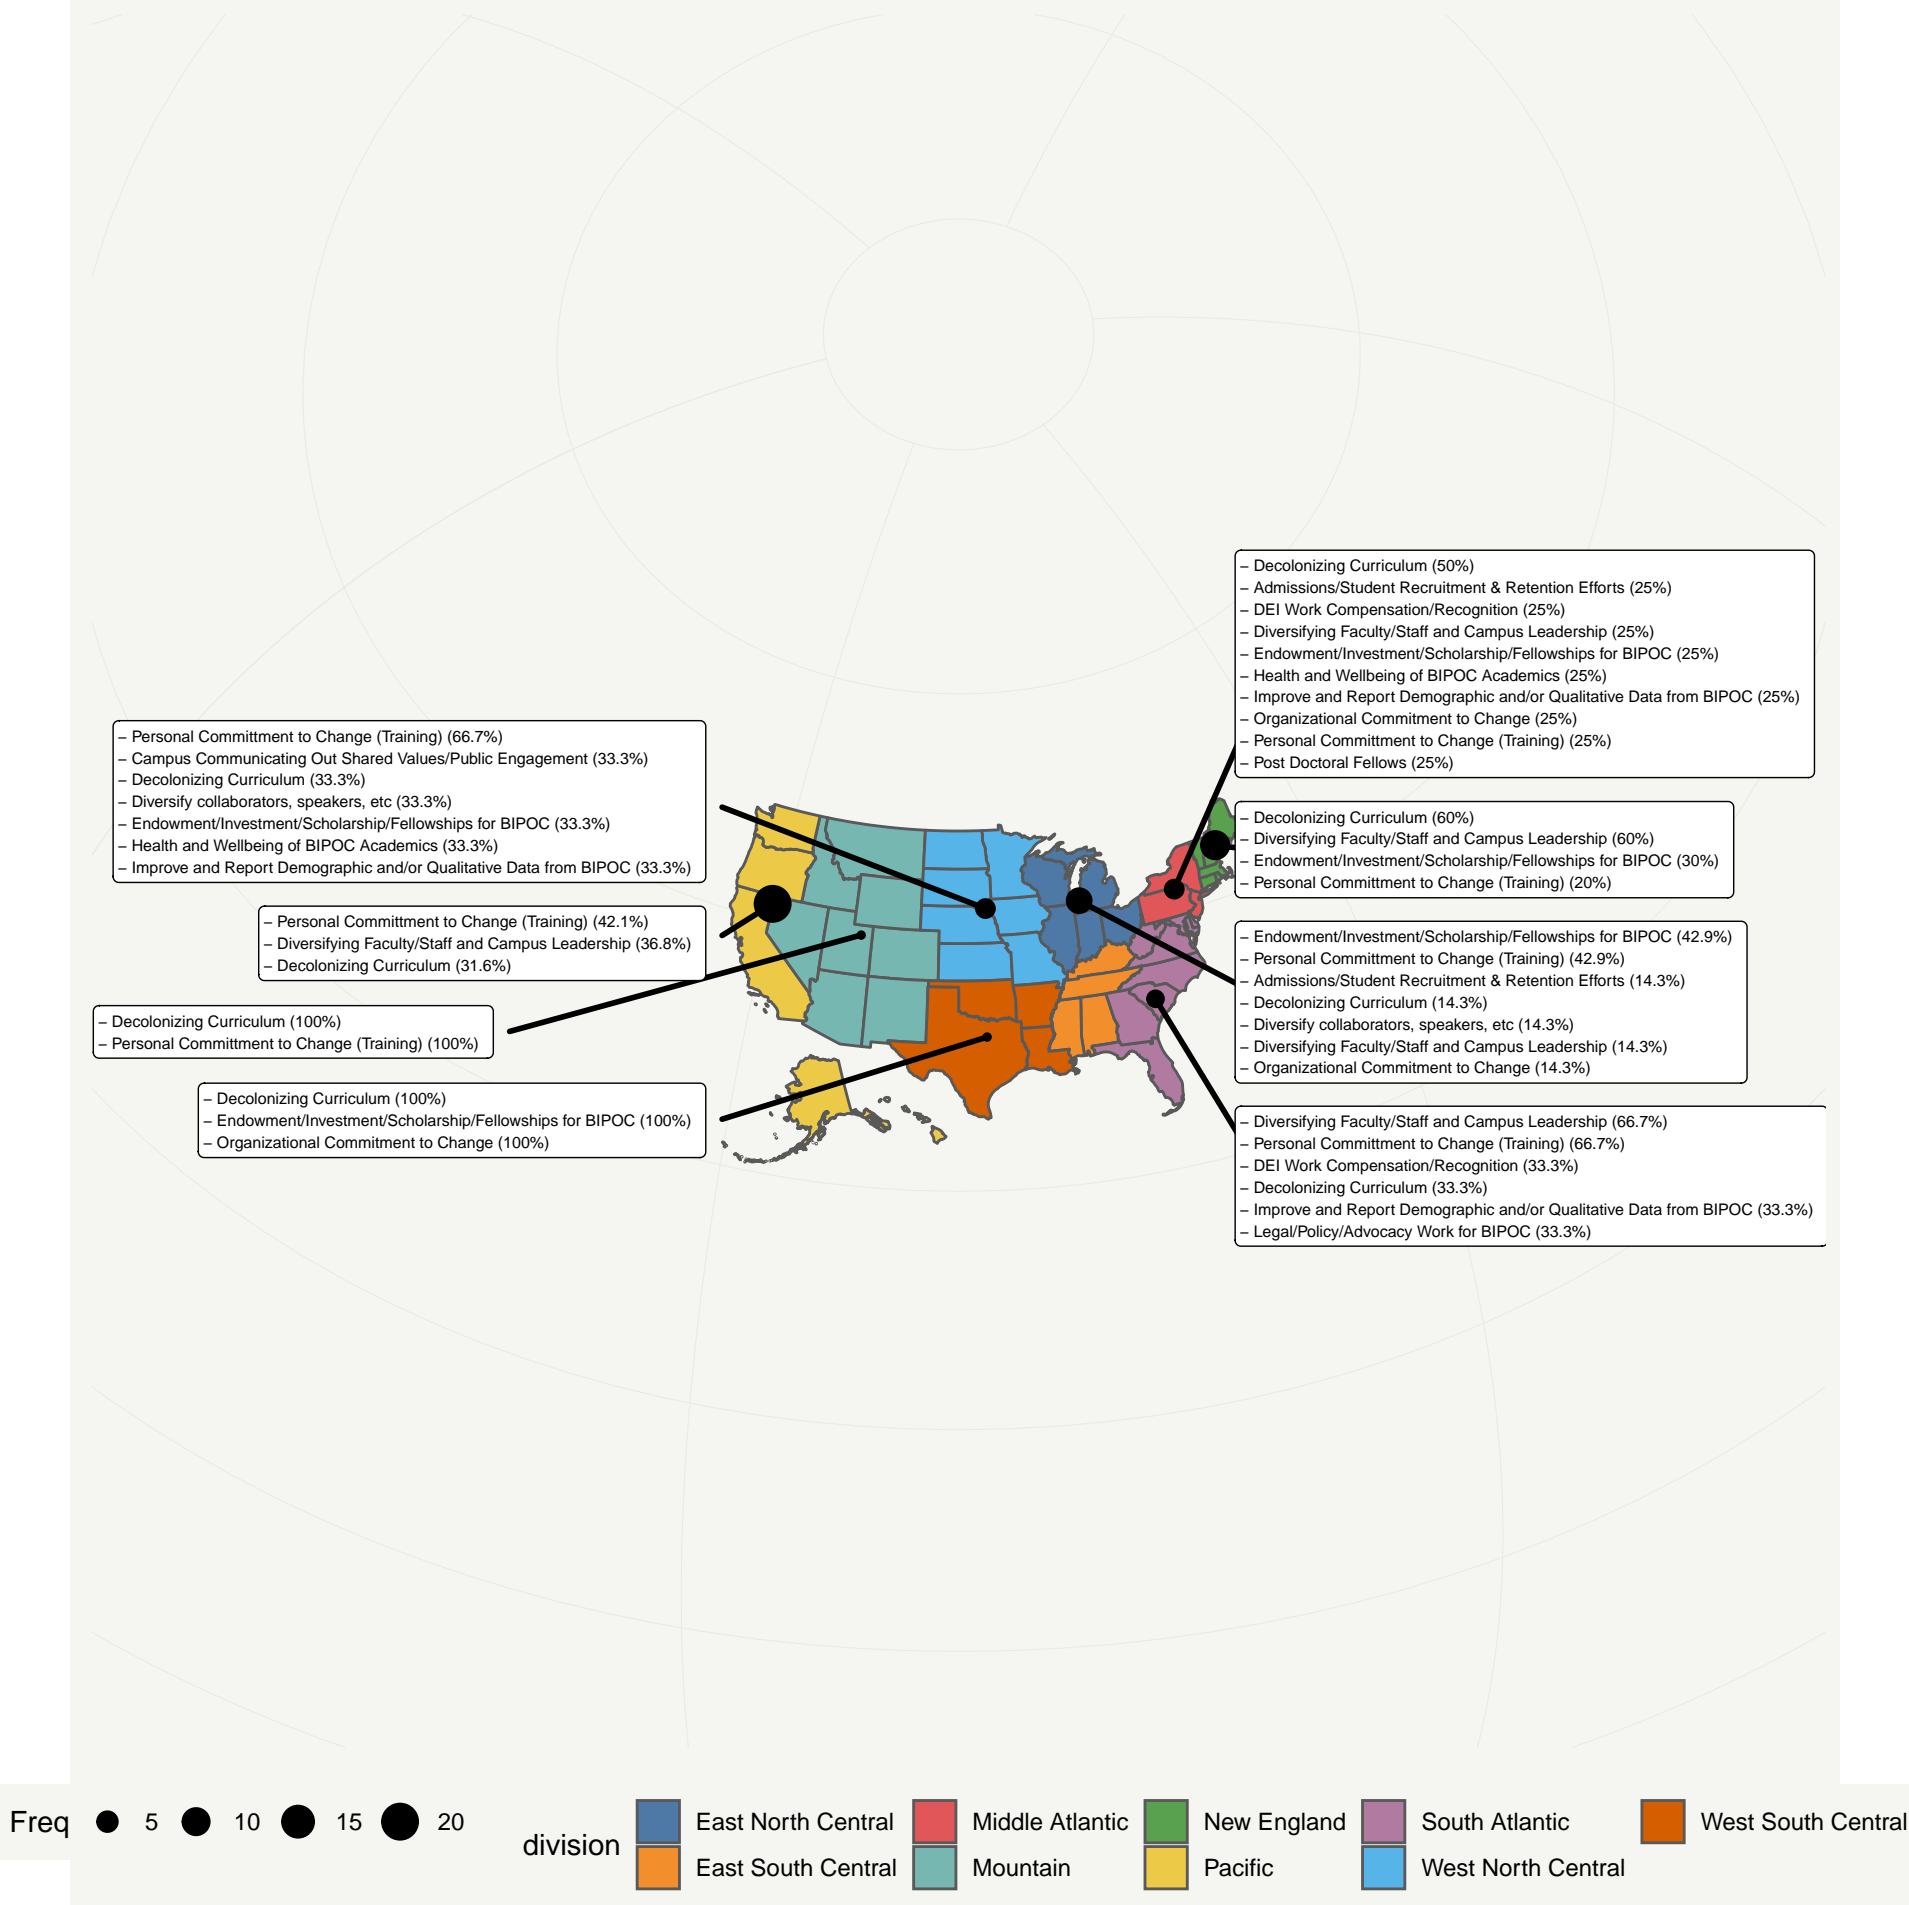 – Decolonizing Curriculum (50%)
– Admissions/Student Recruitment & Retention Efforts (25%)
– DEI Work Compensation/Recognition (25%)
– Diversifying Faculty/Staff and Campus Leadership (25%)
– Endowment/Investment/Scholarship/Fellowships for BIPOC (25%)
– Health and Wellbeing of BIPOC Academics (25%)
– Improve and Report Demographic and/or Qualitative Data from BIPOC (25%)
– Organizational Commitment to Change (25%)
– Personal Committment to Change (Training) (25%)
– Post Doctoral Fellows (25%)
– Personal Committment to Change (Training) (66.7%)
– Campus Communicating Out Shared Values/Public Engagement (33.3%)
– Decolonizing Curriculum (33.3%)
– Diversify collaborators, speakers, etc (33.3%)
– Endowment/Investment/Scholarship/Fellowships for BIPOC (33.3%)
– Health and Wellbeing of BIPOC Academics (33.3%)
– Improve and Report Demographic and/or Qualitative Data from BIPOC (33.3%)
– Decolonizing Curriculum (60%)
– Diversifying Faculty/Staff and Campus Leadership (60%)
– Endowment/Investment/Scholarship/Fellowships for BIPOC (30%)
– Personal Committment to Change (Training) (20%)
– Personal Committment to Change (Training) (42.1%)
– Diversifying Faculty/Staff and Campus Leadership (36.8%)
– Decolonizing Curriculum (31.6%)
– Endowment/Investment/Scholarship/Fellowships for BIPOC (42.9%)
– Personal Committment to Change (Training) (42.9%)
– Admissions/Student Recruitment & Retention Efforts (14.3%)
– Decolonizing Curriculum (14.3%)
– Diversify collaborators, speakers, etc (14.3%)
– Diversifying Faculty/Staff and Campus Leadership (14.3%)
– Organizational Commitment to Change (14.3%)
– Decolonizing Curriculum (100%)
– Personal Committment to Change (Training) (100%)
– Decolonizing Curriculum (100%)
– Endowment/Investment/Scholarship/Fellowships for BIPOC (100%)
– Organizational Commitment to Change (100%)
– Diversifying Faculty/Staff and Campus Leadership (66.7%)
– Personal Committment to Change (Training) (66.7%)
– DEI Work Compensation/Recognition (33.3%)
– Decolonizing Curriculum (33.3%)
– Improve and Report Demographic and/or Qualitative Data from BIPOC (33.3%)
– Legal/Policy/Advocacy Work for BIPOC (33.3%)
Freq 5 10 15 20
division
East North Central Middle Atlantic New England South Atlantic West South Central
East South Central Mountain Pacific West North Central